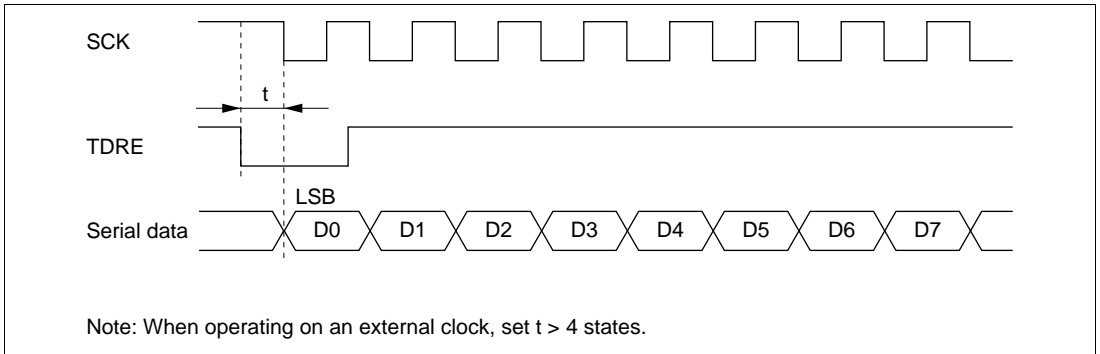 SCK
t
TDRE
LSB
Serial data D0 D1 D2 D3 D4 D5 D6 D7
Note: When operating on an external clock, set t > 4 states.